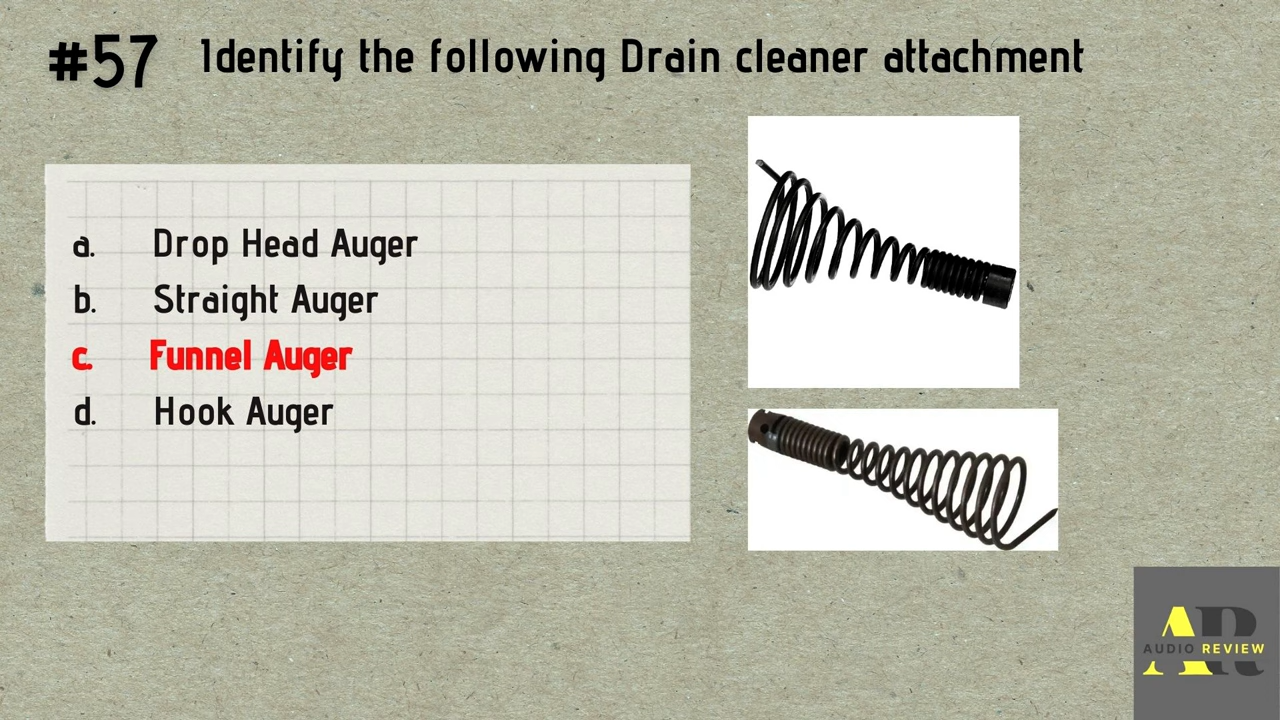 #57 Identify the following Drain cleaner attachment
a. Drop Head Auger
b. Straight Auger
c. Funnel Auger
d. Hook Auger
AR
AUDIO REVIEW